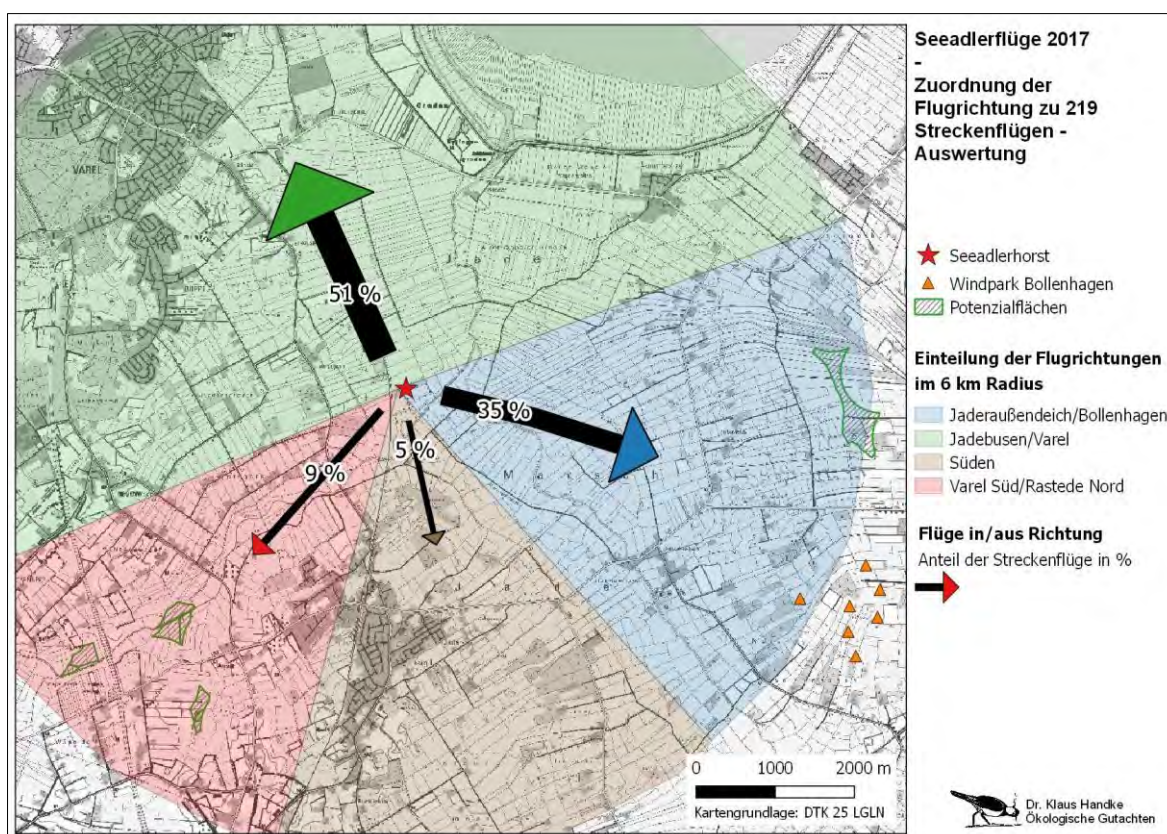 Seeadlerflüge 2017
-
Zuordnung der
Flugrichtung zu 219
Streckenflügen -
Auswertung
Seeadlerhorst
Windpark Bollenhagen
Potenzialflächen
Einteilung der Flugrichtungen
im 6 km Radius
Jaderaußendeich/Bollenhagen
Jadebusen/Varel
Süden
Varel Süd/Rastede Nord
Flüge in/aus Richtung
Anteil der Streckenflüge in %
VAREL
51 %
35 %
5 %
9 %
0 1000 2000 m
Kartengrundlage: DTK 25 LGLN
Dr. Klaus Handke
Ökologische Gutachten